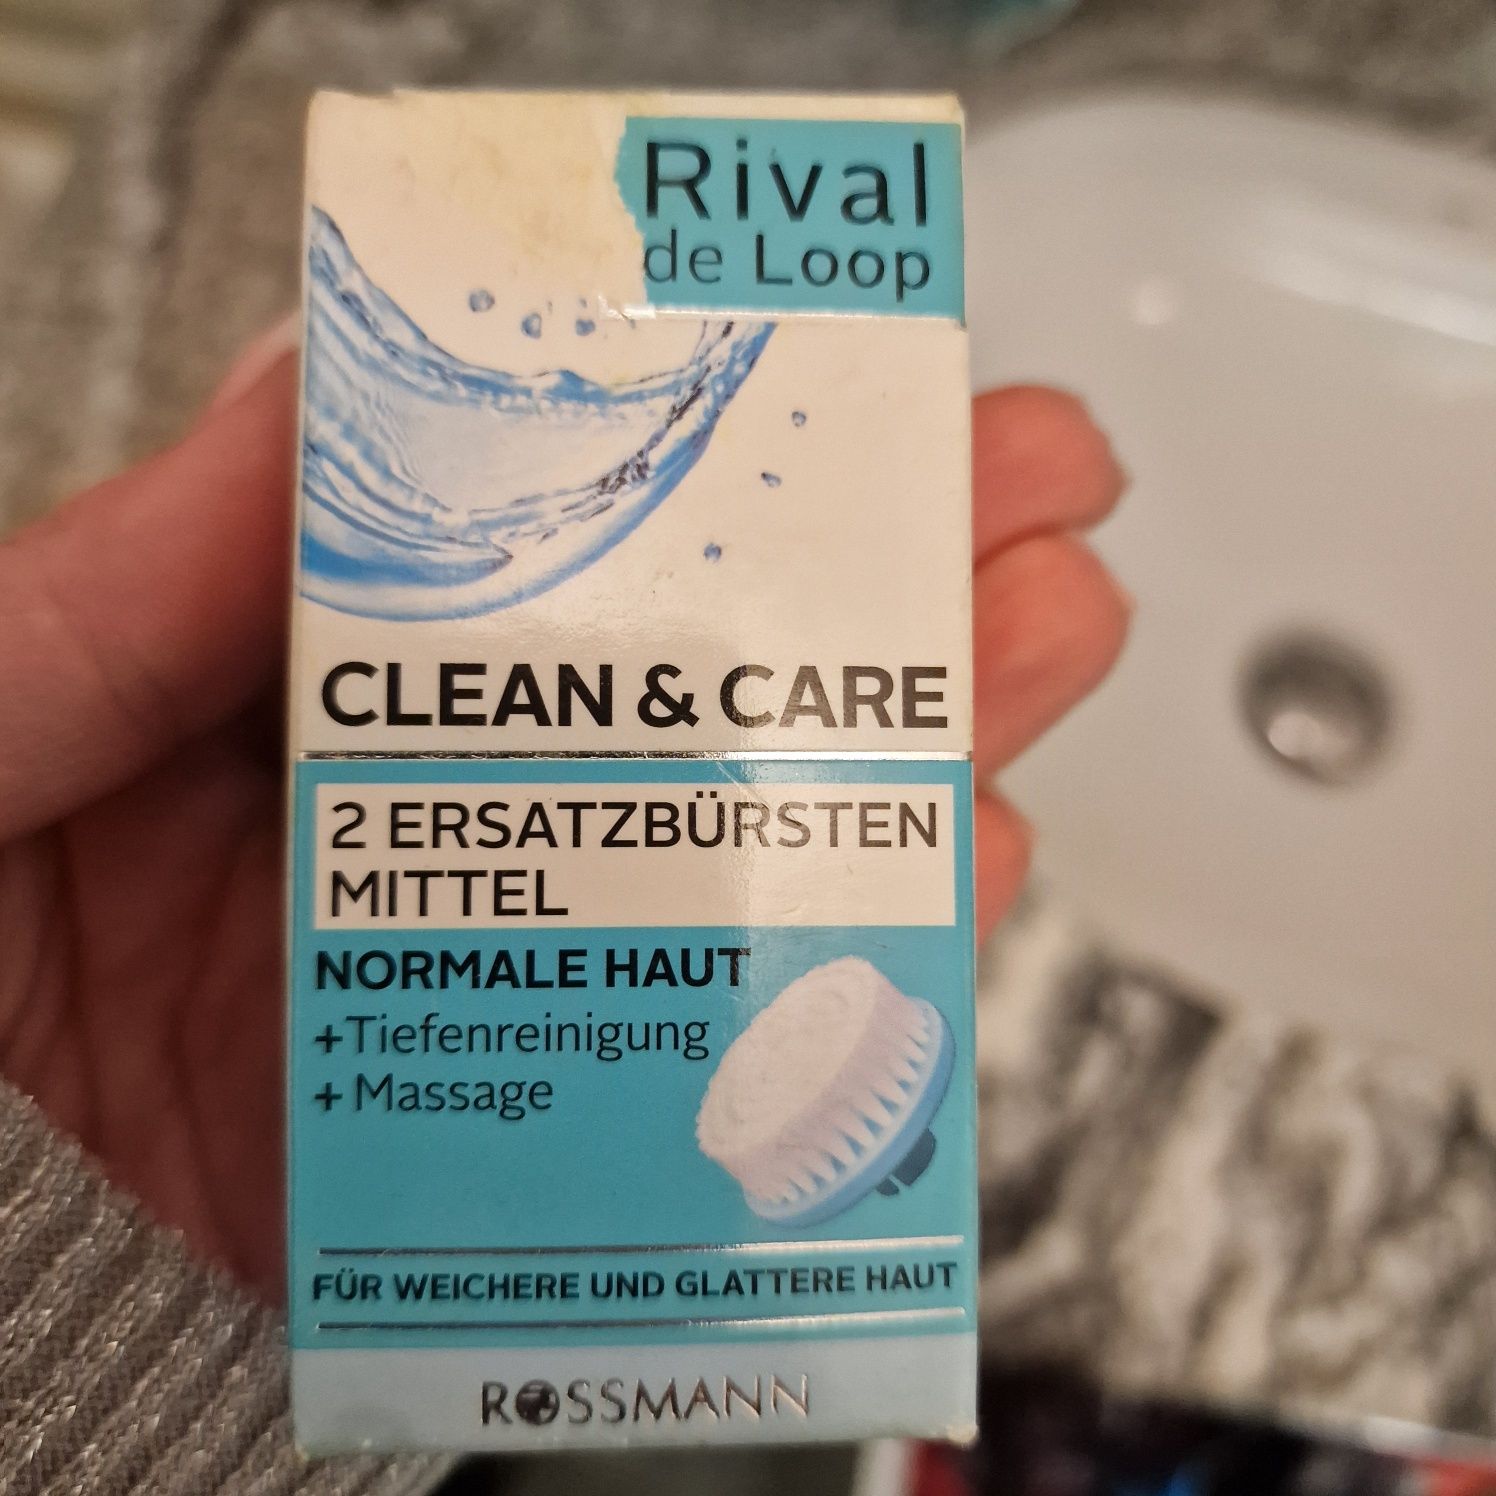 Rival
de Loop
CLEAN & CARE
2 ERSATZBÜRSTEN
MITTEL
NORMALE HAUT
+Tiefenreinigung
+Massage
FÜR WEICHERE UND GLATTERE HAUT
ROSSMANN